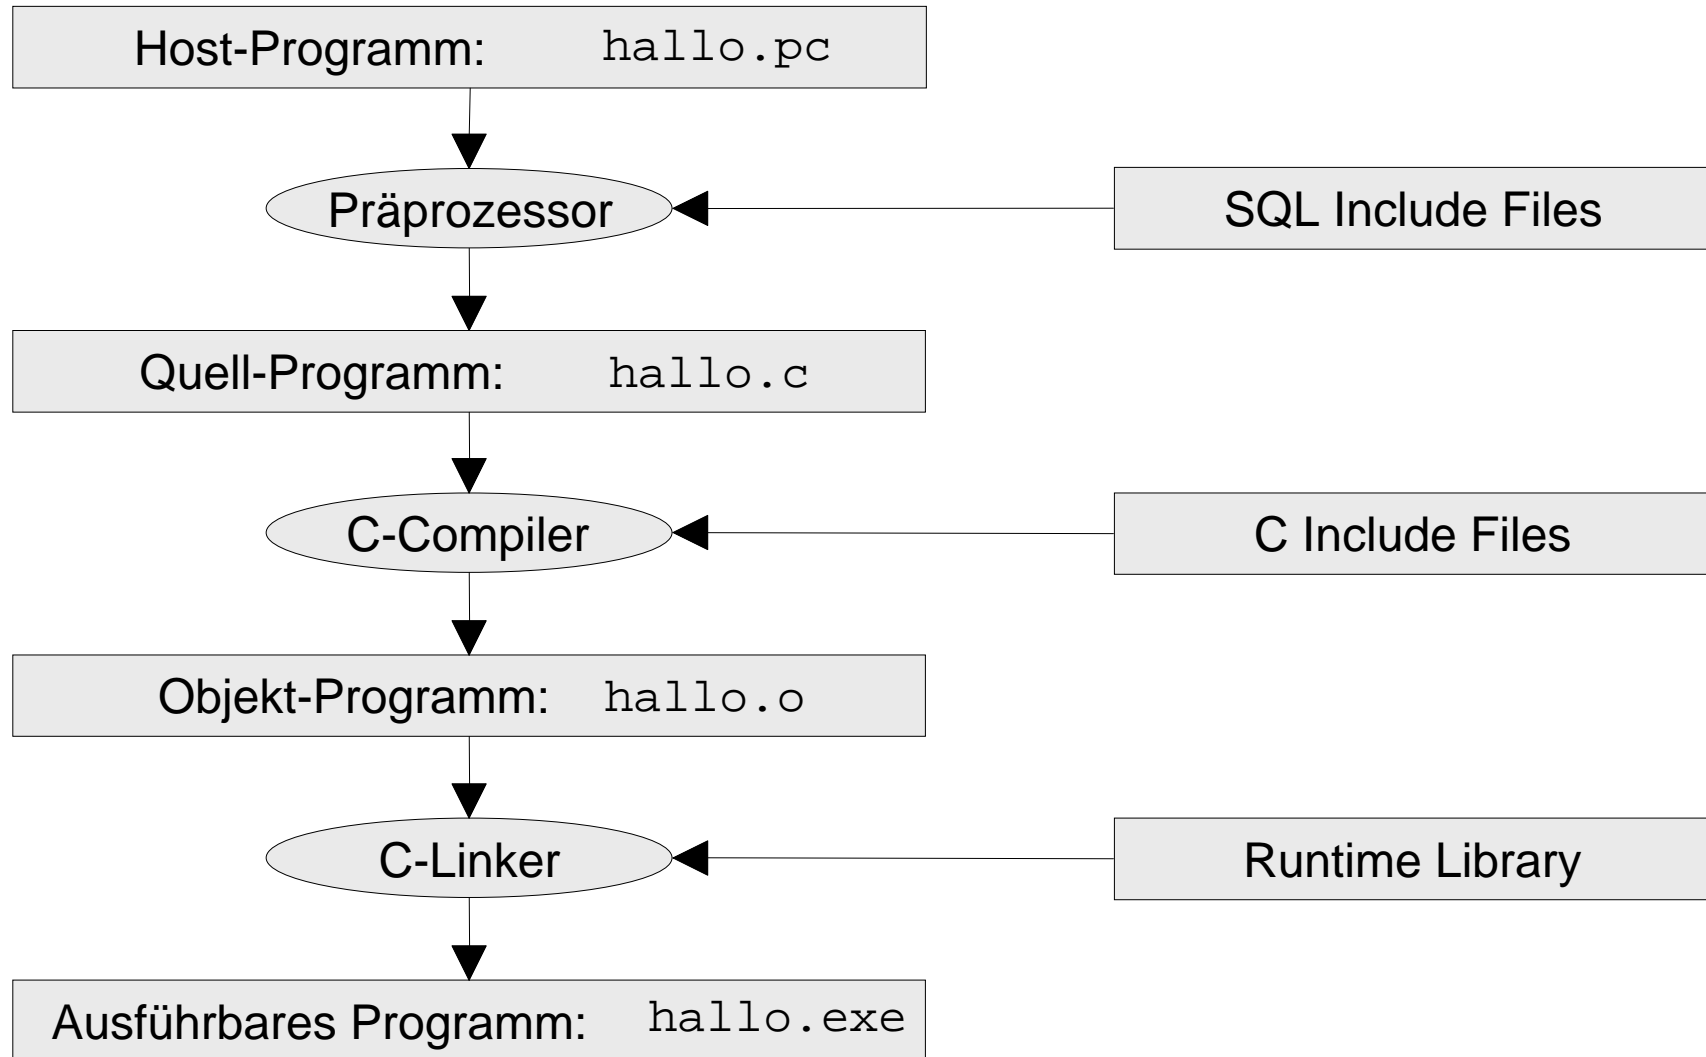 Host-Programm: hallo.pc
Präprozessor
SQL Include Files
Quell-Programm: hallo.c
C-Compiler
C Include Files
Objekt-Programm: hallo.o
C-Linker
Runtime Library
Ausführbares Programm: hallo.exe